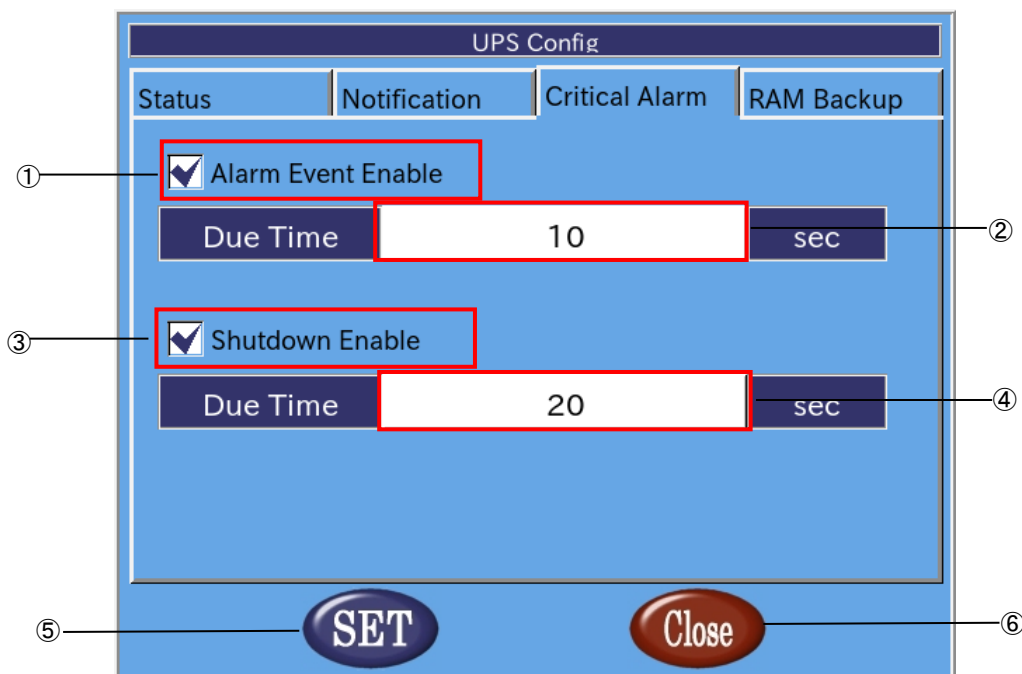 UPS Config
Status Notification Critical Alarm RAM Backup
① Alarm Event Enable
Due Time 10 sec ②
③ Shutdown Enable
Due Time 20 sec ④
⑤ SET Close ⑥